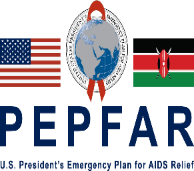 PEPFAR
U.S. President's Emergency Plan for AIDS Relief